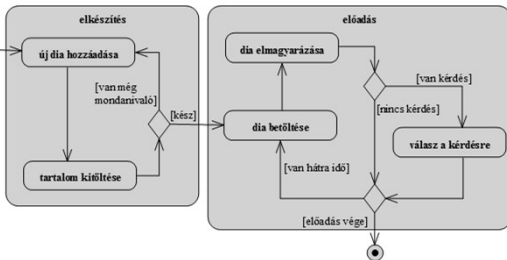 elkészítés
új dia hozzáadása
[van még
mondanivaló]
[kész]
tartalom kitöltése
előadás
dia elmagyarázása
[van kérdés]
[nincs kérdés]
dia betöltése
válasz a kérdésre
[van hátra idő]
[előadás vége]